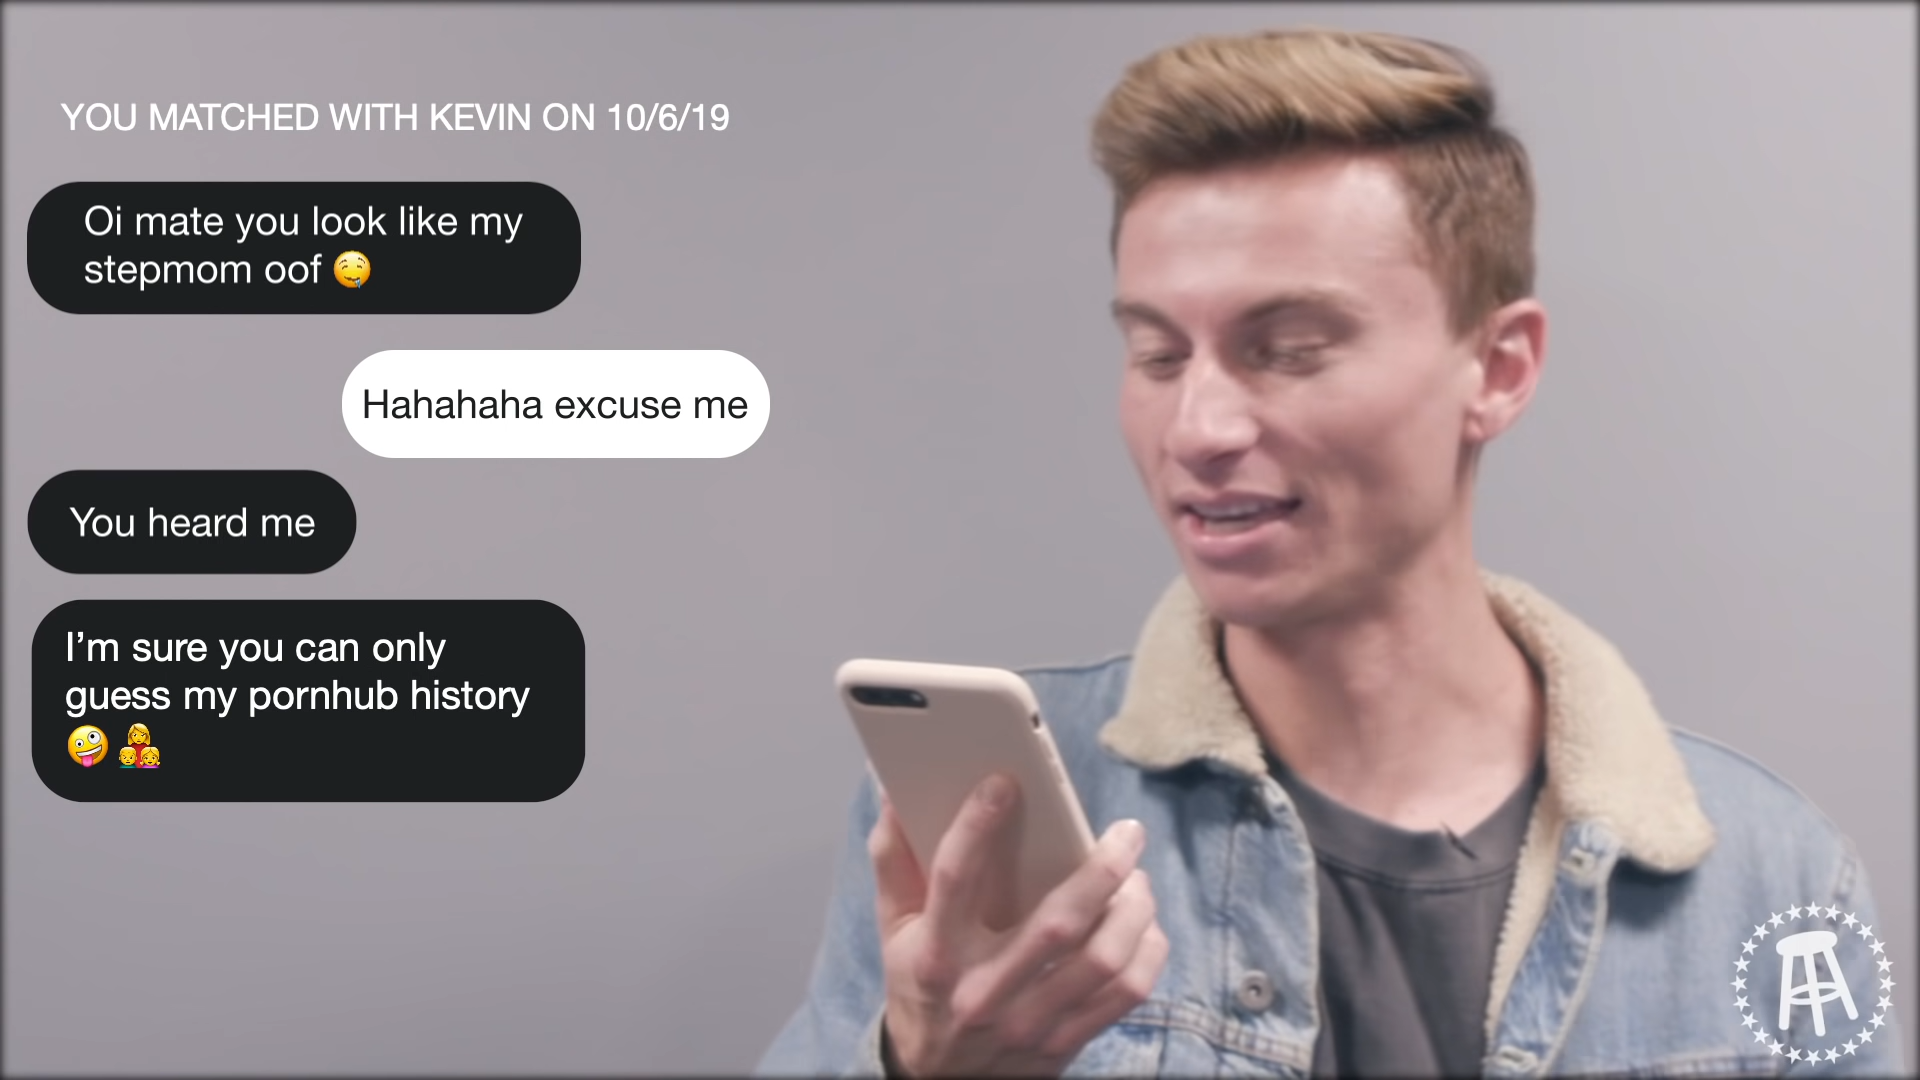 YOU MATCHED WITH KEVIN ON 10/6/19
Oi mate you look like my
stepmom oof 🤤
Hahahaha excuse me
You heard me
I’m sure you can only
guess my pornhub history
🤪 👩‍👦‍👧